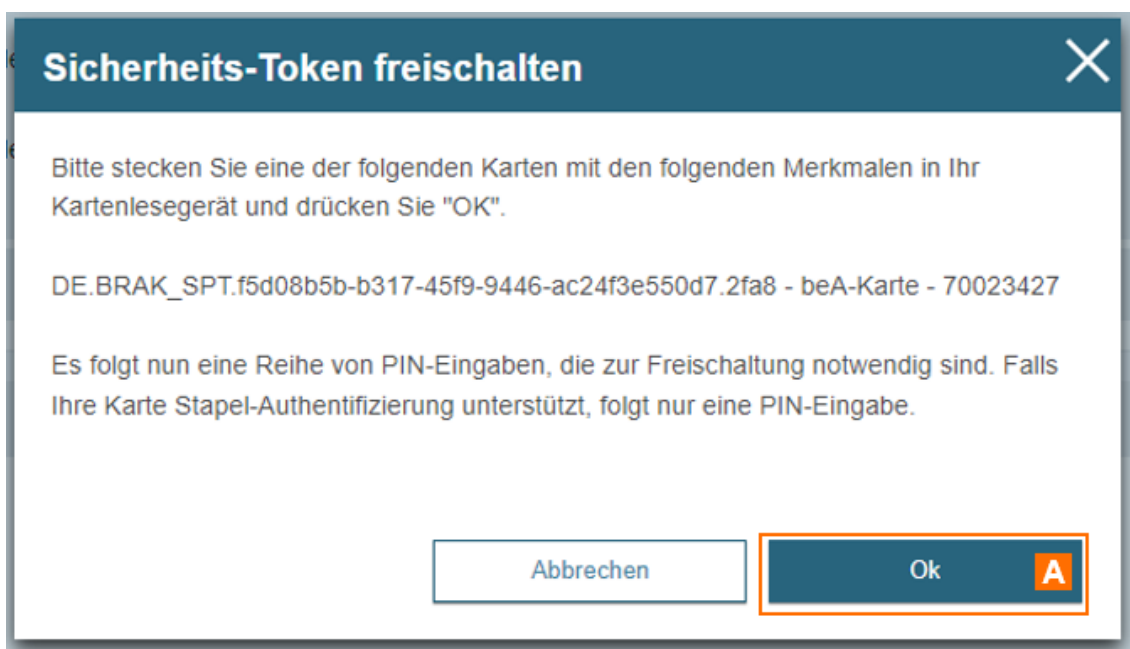 Sicherheits-Token freischalten
Bitte stecken Sie eine der folgenden Karten mit den folgenden Merkmalen in Ihr
Kartenlesegerät und drücken Sie "OK".
DE.BRAK_SPT.f5d08b5b-b317-45f9-9446-ac24f3e550d7.2fa8 - beA-Karte - 70023427
Es folgt nun eine Reihe von PIN-Eingaben, die zur Freischaltung notwendig sind. Falls
Ihre Karte Stapel-Authentifizierung unterstützt, folgt nur eine PIN-Eingabe.
Abbrechen
Ok A